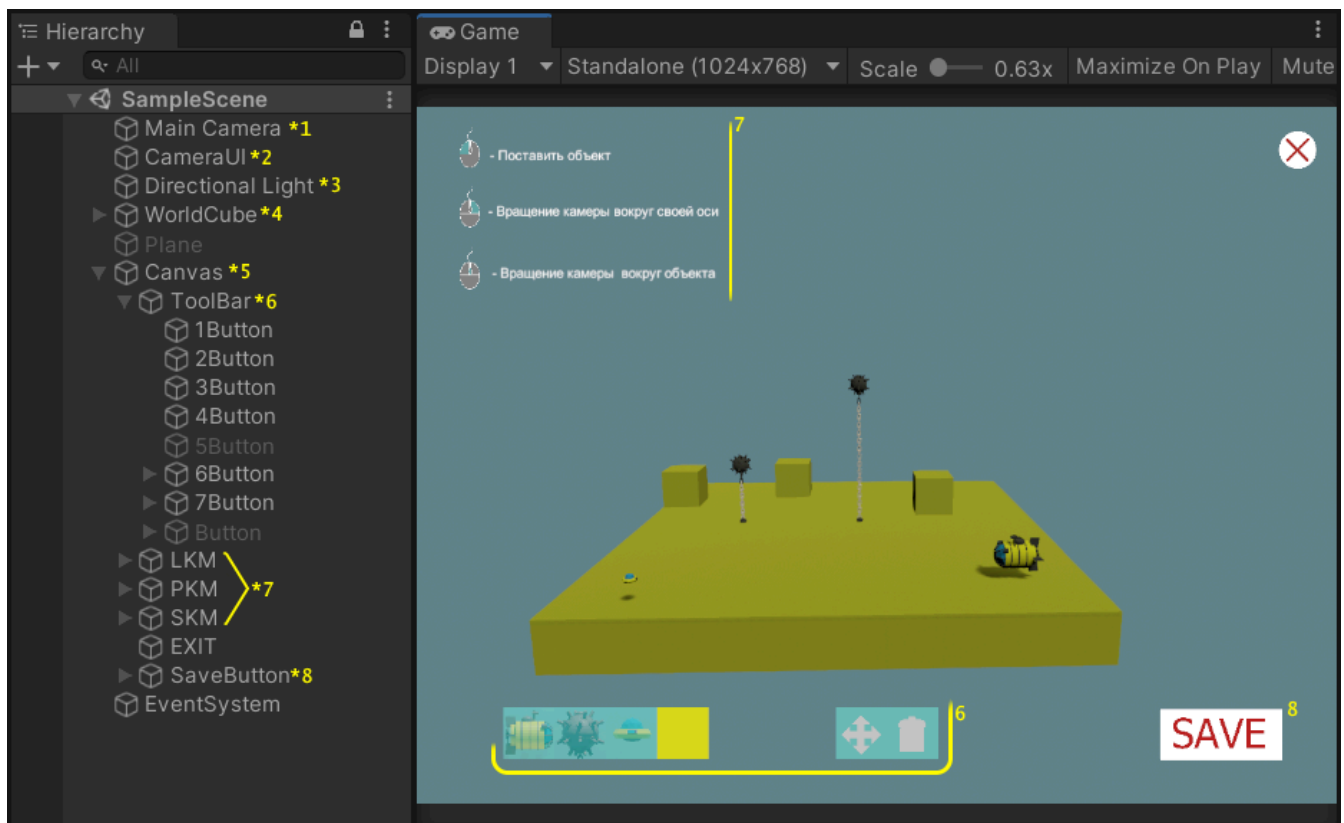 Hierarchy
All
SampleScene
Main Camera *1
CameraUI *2
Directional Light *3
WorldCube *4
Plane
Canvas *5
ToolBar *6
1Button
2Button
3Button
4Button
5Button
6Button
7Button
Button
LKM
PKM *7
SKM
EXIT
SaveButton *8
EventSystem
Game
Display 1 Standalone (1024x768) Scale 0.63x Maximize On Play Mute
7
- Поставить объект
- Вращение камеры вокруг своей оси
- Вращение камеры вокруг объекта
6
SAVE 8